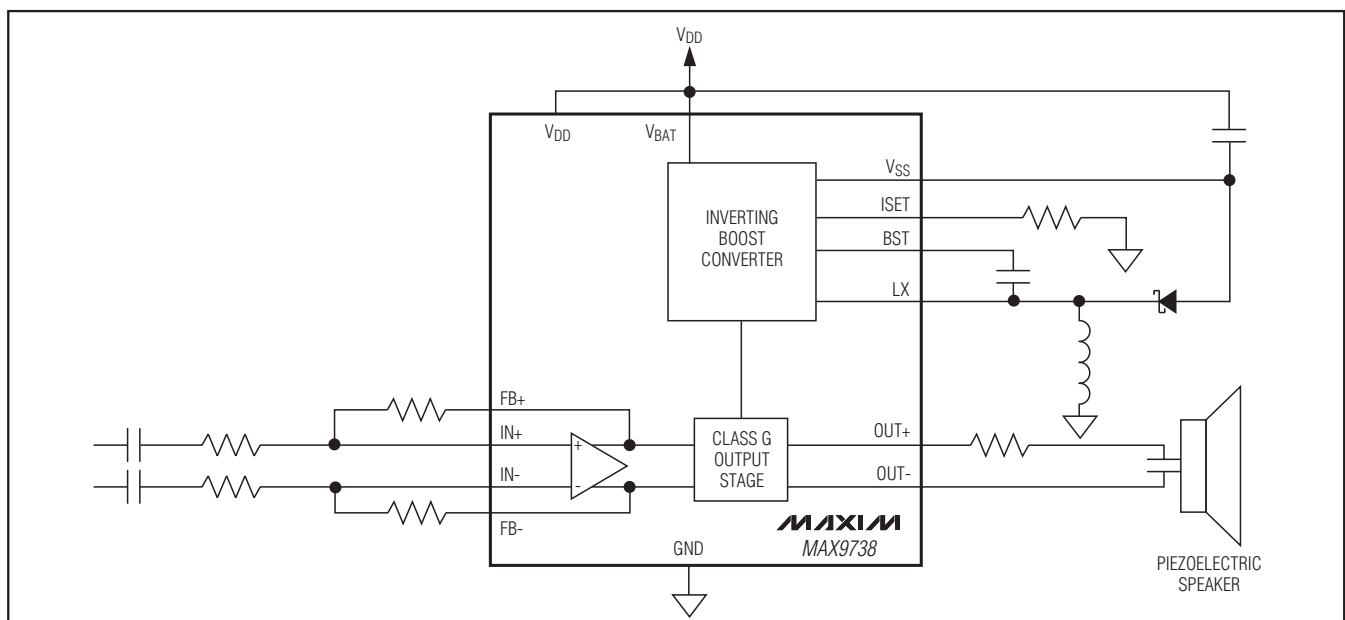 VDD
VDD
VBAT
VSS
ISET
BST
LX
INVERTING
BOOST
CONVERTER
FB+
IN+
IN-
FB-
+
-
CLASS G
OUTPUT
STAGE
OUT+
OUT-
MAXIM
MAX9738
GND
PIEZOELECTRIC
SPEAKER